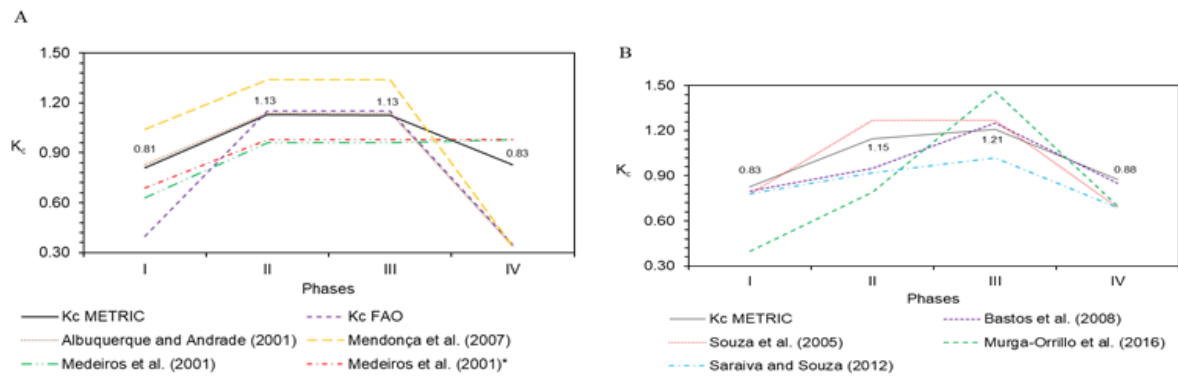 A
1.50
1.20
0.90
0.60
0.30
Kc
0.81
1.13
1.13
0.83
I II III IV
Phases
Kc METRIC
Kc FAO
Albuquerque and Andrade (2001)
Mendonça et al. (2007)
Medeiros et al. (2001)
Medeiros et al. (2001)*
B
1.50
1.20
0.90
0.60
0.30
Kc
0.83
1.15
1.21
0.88
I II III IV
Phases
Kc METRIC
Bastos et al. (2008)
Souza et al. (2005)
Murga-Orrillo et al. (2016)
Saraiva and Souza (2012)